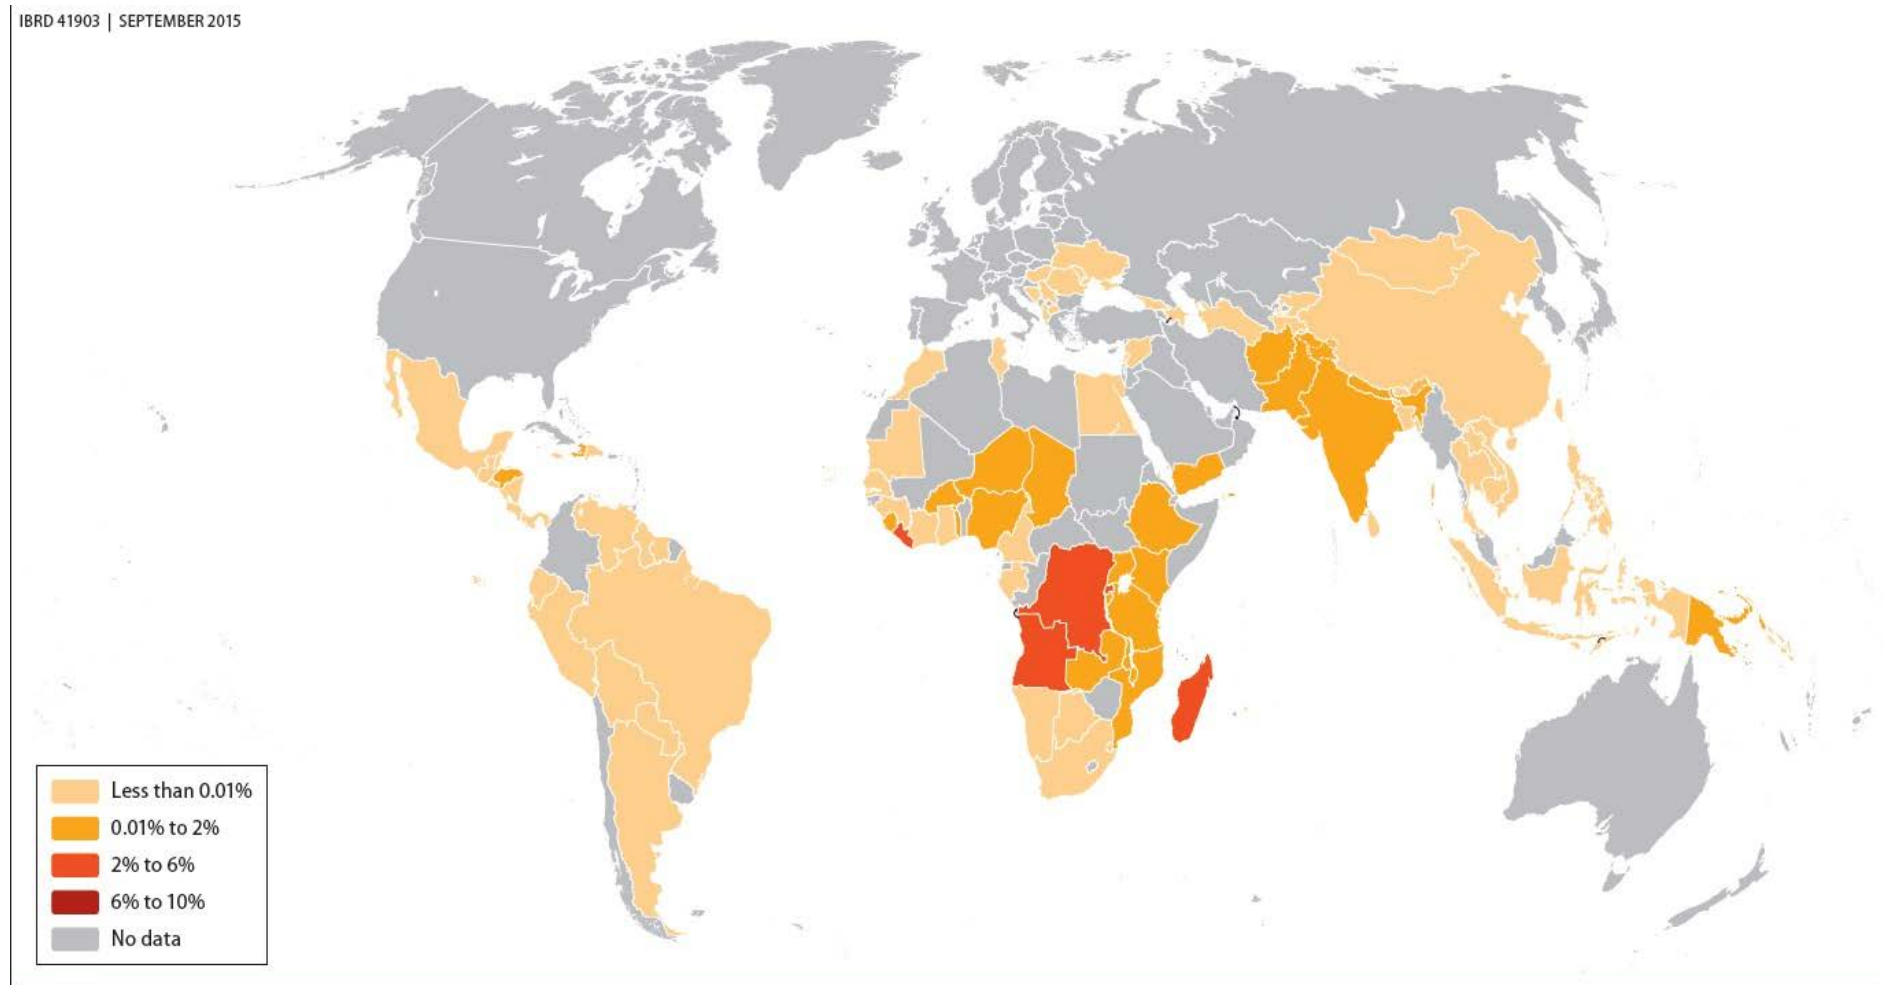 IBRD 41903 | SEPTEMBER 2015
Less than 0.01%
0.01% to 2%
2% to 6%
6% to 10%
No data